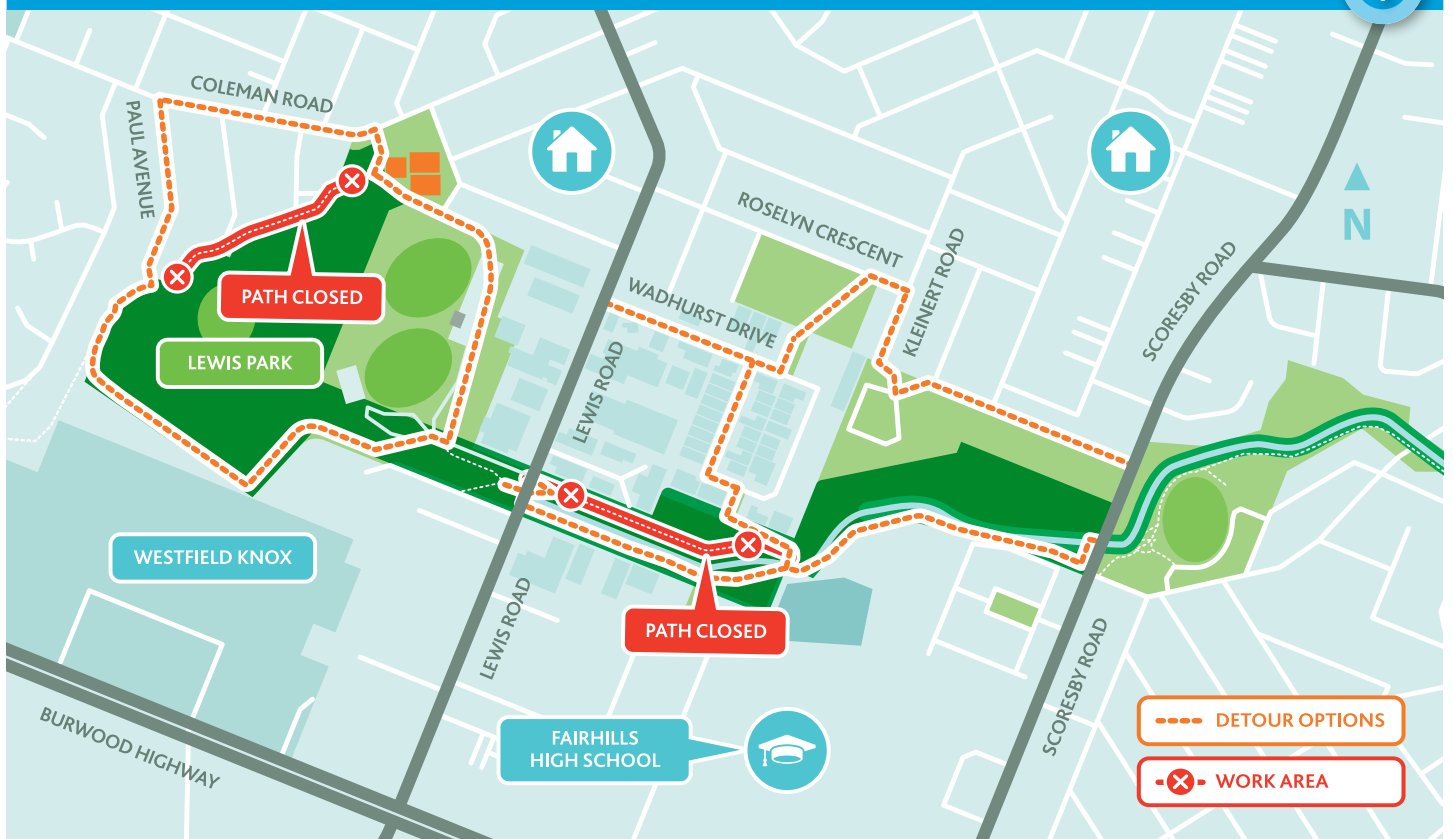 COLEMAN ROAD
PAUL AVENUE
PATH CLOSED
LEWIS PARK
ROSELYN CRESCENT
WADHURST DRIVE
KLEINERT ROAD
SCORESBY ROAD
N
LEWIS ROAD
WESTFIELD KNOX
LEWIS ROAD
PATH CLOSED
SCORESBY ROAD
BURWOOD HIGHWAY
FAIRHILLS
HIGH SCHOOL
DETOUR OPTIONS
WORK AREA